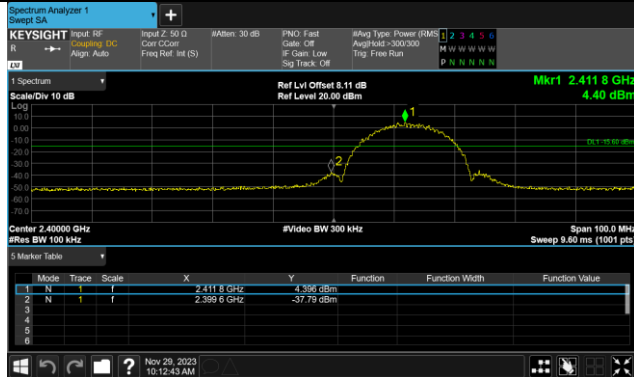 Spectrum Analyzer 1
Swept SA
+
KEYSIGHT Input: RF Input Z: 50 Ω #Atten: 30 dB PNO: Fast #Avg Type: Power (RMS 1 2 3 4 5 6
R Coupling: DC Corr CCorr Gate: Off Avg|Hold:>300/300 M W W W W W
Align: Auto Freq Ref: Int (S) IF Gain: Low Trig: Free Run
LXI Sig Track: Off P N N N N N
1 Spectrum Ref Lvl Offset 8.11 dB Mkr1 2.411 8 GHz
Scale/Div 10 dB Ref Level 20.00 dBm 4.40 dBm
Log
10.0
0.00
-10.0
-20.0
-30.0
-40.0
-50.0
-60.0
-70.0
1
DL1 -15.60 dBm
2
Center 2.40000 GHz #Video BW 300 kHz Span 100.0 MHz
#Res BW 100 kHz Sweep 9.60 ms (1001 pts)
5 Marker Table
Mode Trace Scale X Y Function Function Width Function Value
1 N 1 f 2.411 8 GHz 4.396 dBm
2 N 1 f 2.399 6 GHz -37.79 dBm
3
4
5
6
? Nov 29, 2023
10:12:43 AM